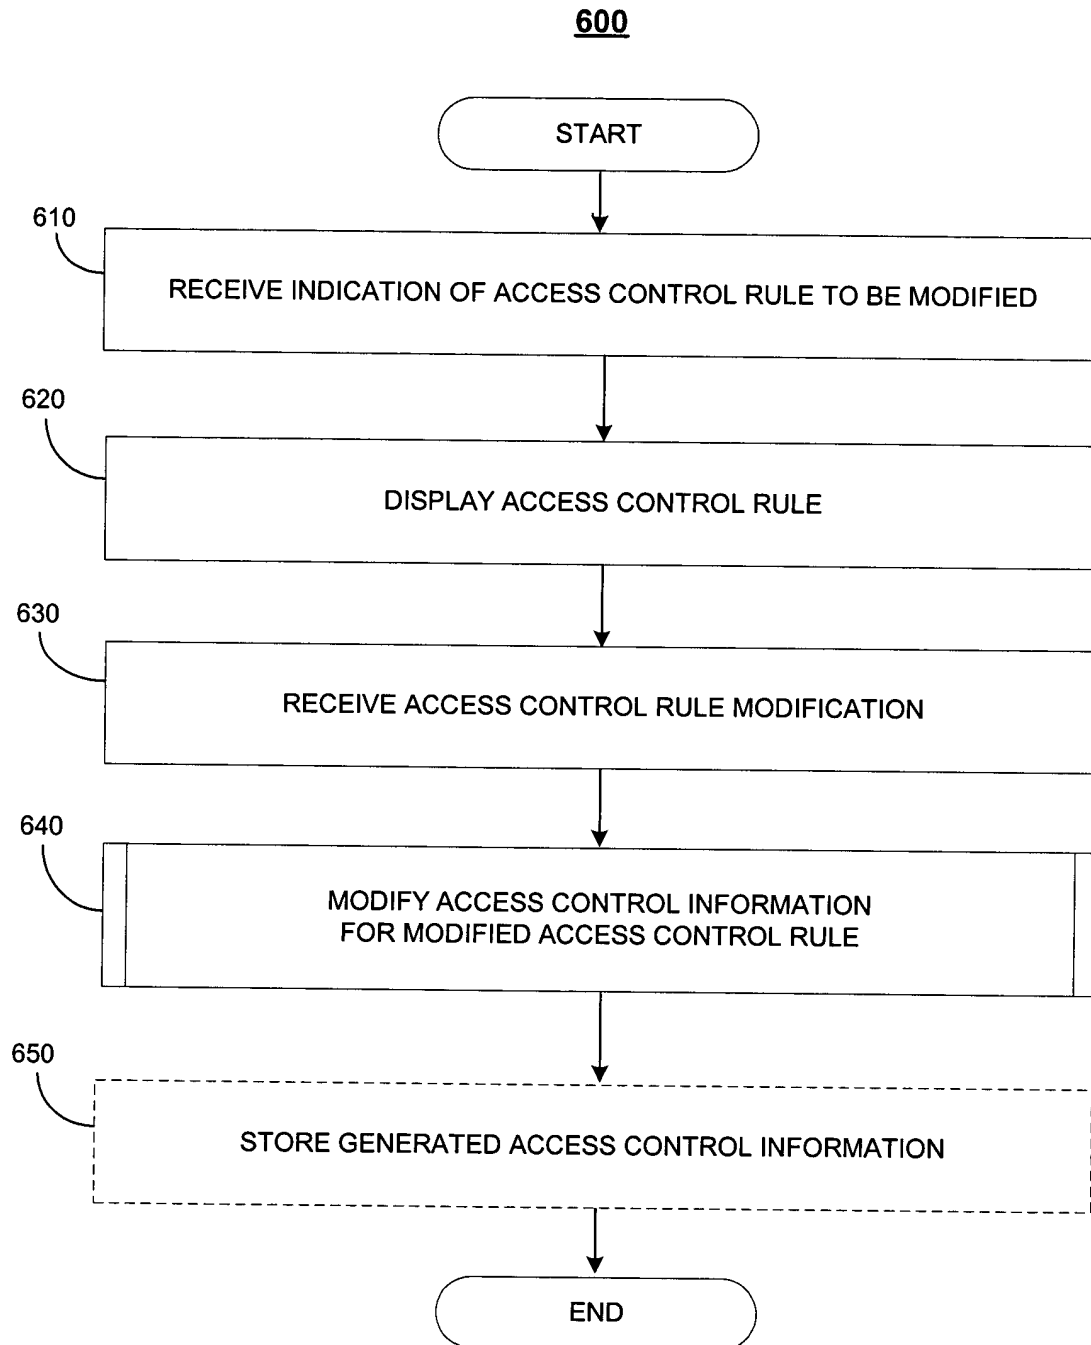 600
START
610
RECEIVE INDICATION OF ACCESS CONTROL RULE TO BE MODIFIED
620
DISPLAY ACCESS CONTROL RULE
630
RECEIVE ACCESS CONTROL RULE MODIFICATION
640
MODIFY ACCESS CONTROL INFORMATION
FOR MODIFIED ACCESS CONTROL RULE
650
STORE GENERATED ACCESS CONTROL INFORMATION
END